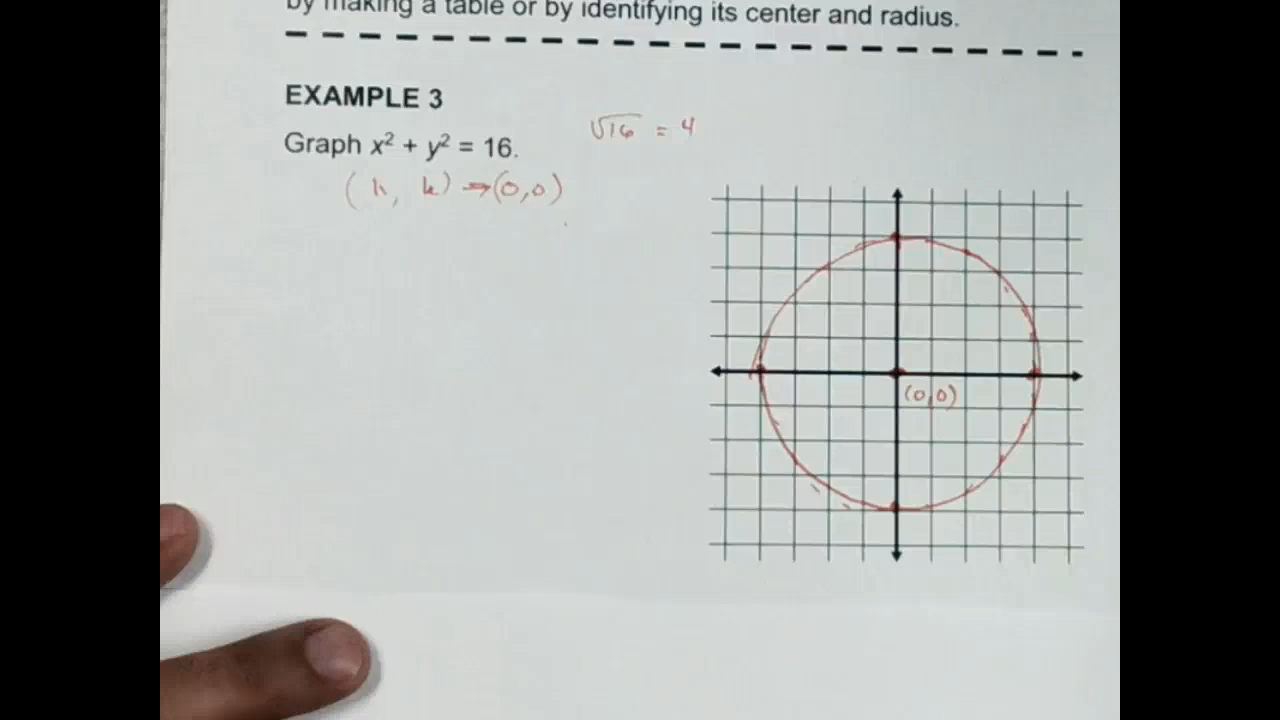 by making a table or by identifying its center and radius.
EXAMPLE 3
Graph x² + y² = 16.
√16 = 4
(h, k) → (0,0)
(0,0)